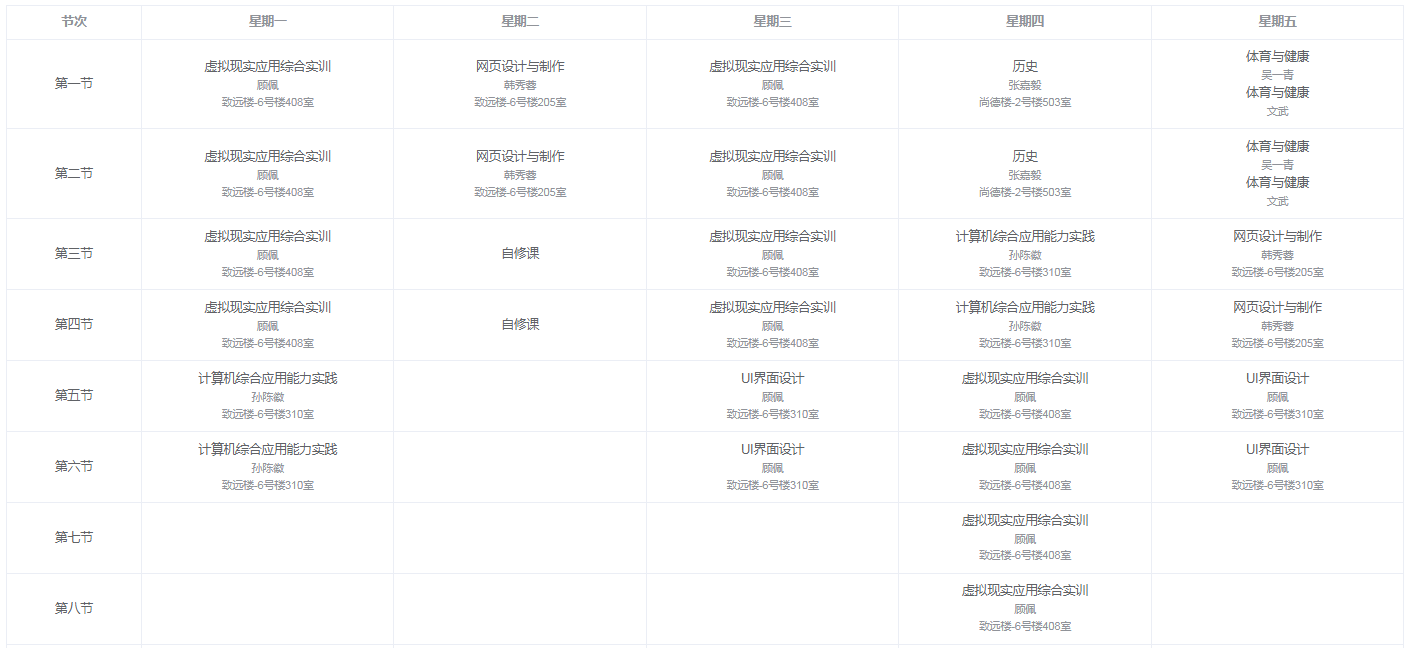 节次 星期一 星期二 星期三 星期四 星期五
第一节
虚拟现实应用综合实训
顾佩
致远楼-6号楼408室
网页设计与制作
韩秀蓉
致远楼-6号楼205室
虚拟现实应用综合实训
顾佩
致远楼-6号楼408室
历史
张嘉毅
尚德楼-2号楼503室
体育与健康
吴一青
体育与健康
文武
第二节
虚拟现实应用综合实训
顾佩
致远楼-6号楼408室
网页设计与制作
韩秀蓉
致远楼-6号楼205室
虚拟现实应用综合实训
顾佩
致远楼-6号楼408室
历史
张嘉毅
尚德楼-2号楼503室
体育与健康
吴一青
体育与健康
文武
第三节
虚拟现实应用综合实训
顾佩
致远楼-6号楼408室
自修课
虚拟现实应用综合实训
顾佩
致远楼-6号楼408室
计算机综合应用能力实践
孙陈徽
致远楼-6号楼310室
网页设计与制作
韩秀蓉
致远楼-6号楼205室
第四节
虚拟现实应用综合实训
顾佩
致远楼-6号楼408室
自修课
虚拟现实应用综合实训
顾佩
致远楼-6号楼408室
计算机综合应用能力实践
孙陈徽
致远楼-6号楼310室
网页设计与制作
韩秀蓉
致远楼-6号楼205室
第五节
计算机综合应用能力实践
孙陈徽
致远楼-6号楼310室
UI界面设计
顾佩
致远楼-6号楼310室
虚拟现实应用综合实训
顾佩
致远楼-6号楼408室
UI界面设计
顾佩
致远楼-6号楼310室
第六节
计算机综合应用能力实践
孙陈徽
致远楼-6号楼310室
UI界面设计
顾佩
致远楼-6号楼310室
虚拟现实应用综合实训
顾佩
致远楼-6号楼408室
UI界面设计
顾佩
致远楼-6号楼310室
第七节
虚拟现实应用综合实训
顾佩
致远楼-6号楼408室
第八节
虚拟现实应用综合实训
顾佩
致远楼-6号楼408室